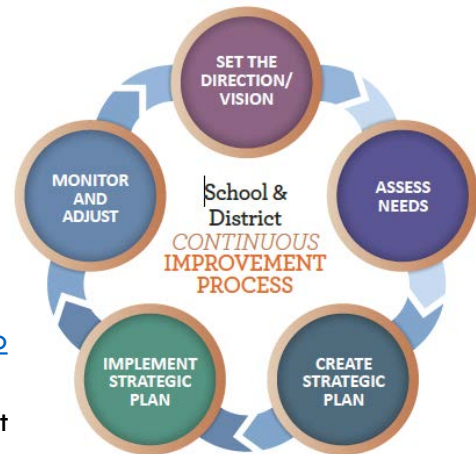 SET THE
DIRECTION/
VISION
ASSESS
NEEDS
CREATE
STRATEGIC
PLAN
IMPLEMENT
STRATEGIC
PLAN
MONITOR
AND
ADJUST
School &
District
CONTINUOUS
IMPROVEMENT
PROCESS